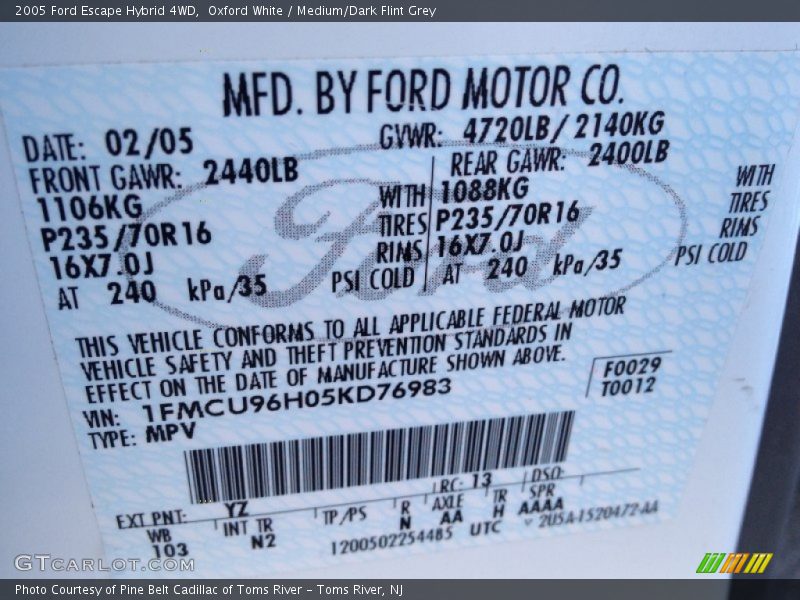 2005 Ford Escape Hybrid 4WD,  Oxford White / Medium/Dark Flint Grey
MFD. BY FORD MOTOR CO.
DATE: 02/05 GVWR: 4720LB/ 2140KG
FRONT GAWR: 2440LB REAR GAWR: 2400LB
1106KG WITH 1088KG WITH
P235/70R16 TIRES P235/70R16 TIRES
16X7.0J RIMS 16X7.0J RIMS
AT 240 kPa/35 PSI COLD AT 240 kPa/35 PSI COLD
Ford
THIS VEHICLE CONFORMS TO ALL APPLICABLE FEDERAL MOTOR
VEHICLE SAFETY AND THEFT PREVENTION STANDARDS IN
EFFECT ON THE DATE OF MANUFACTURE SHOWN ABOVE.
F0029
T0012
VIN: 1FMCU96H05KD76983
TYPE: MPV
EXT PNT: YZ RC: 13 DSO:
WB INT TR TP/PS R AXLE TR SPR
103 N2 N AA H AAAA
1200502254485 UTC 2U5A-1520472-AA
GTCARLOT.COM
Photo Courtesy of Pine Belt Cadillac of Toms River – Toms River, NJ